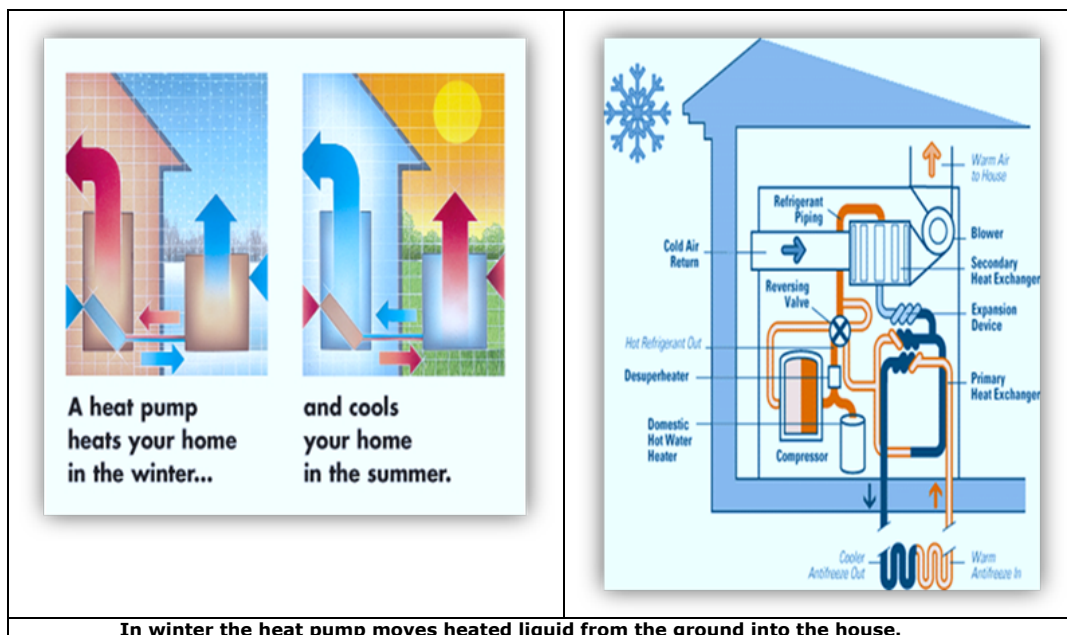 A heat pump
heats your home
in the winter...
and cools
your home
in the summer.
Warm Air
to House
Refrigerant
Piping
Cold Air
Return
Blower
Secondary
Heat Exchanger
Reversing
Valve
Expansion
Device
Hot Refrigerant Out
Desuperheater
Primary
Heat Exchanger
Domestic
Hot Water
Heater
Compressor
Cooler
Antifreeze Out
Warm
Antifreeze In
In winter the heat pump moves heated liquid from the ground into the house.